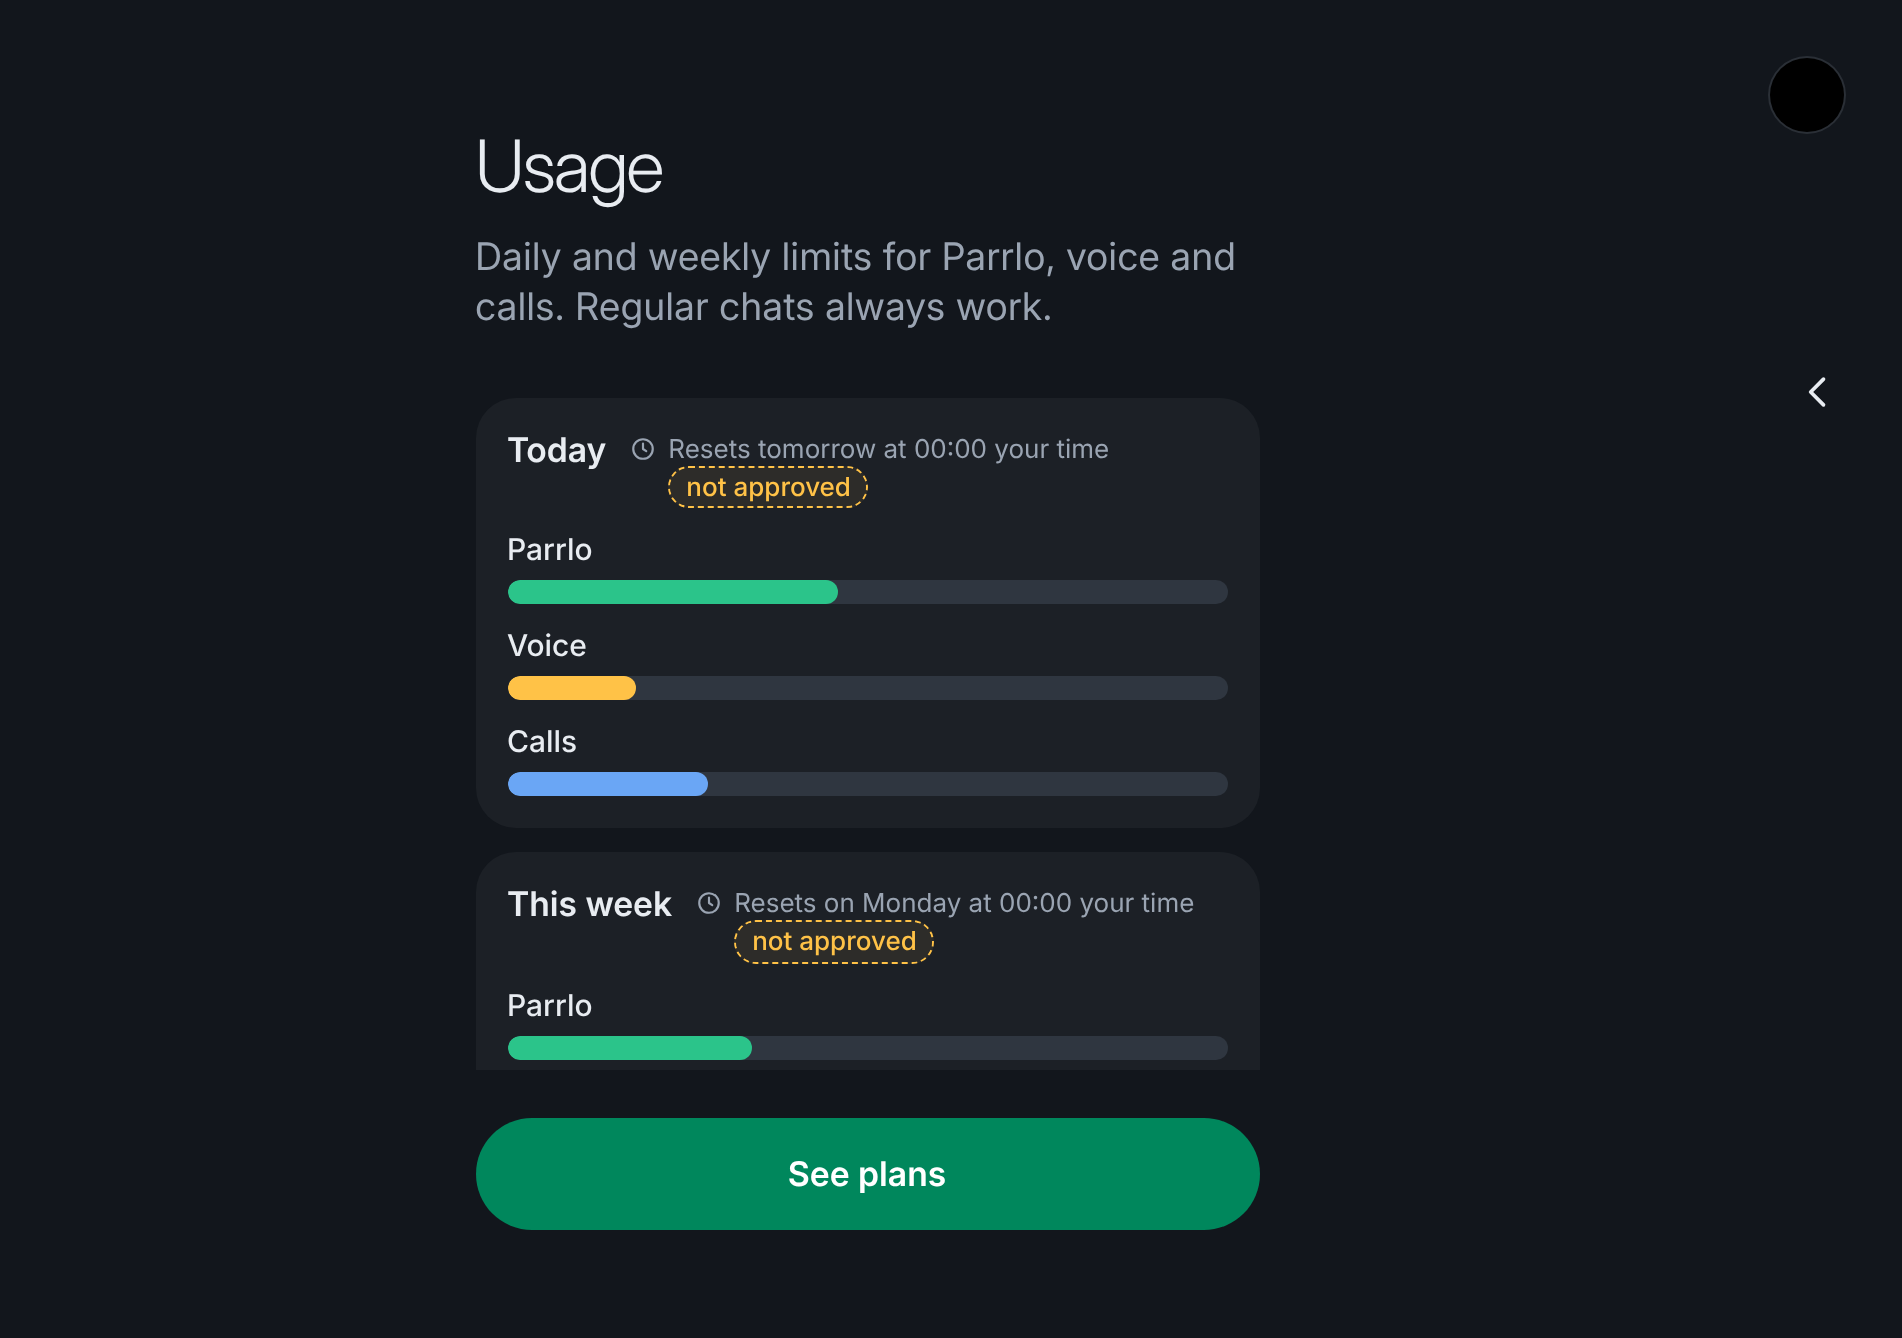 Usage
Daily and weekly limits for Parrlo, voice and
calls. Regular chats always work.
Today
Resets tomorrow at 00:00 your time
not approved
Parrlo
Voice
Calls
This week
Resets on Monday at 00:00 your time
not approved
Parrlo
See plans